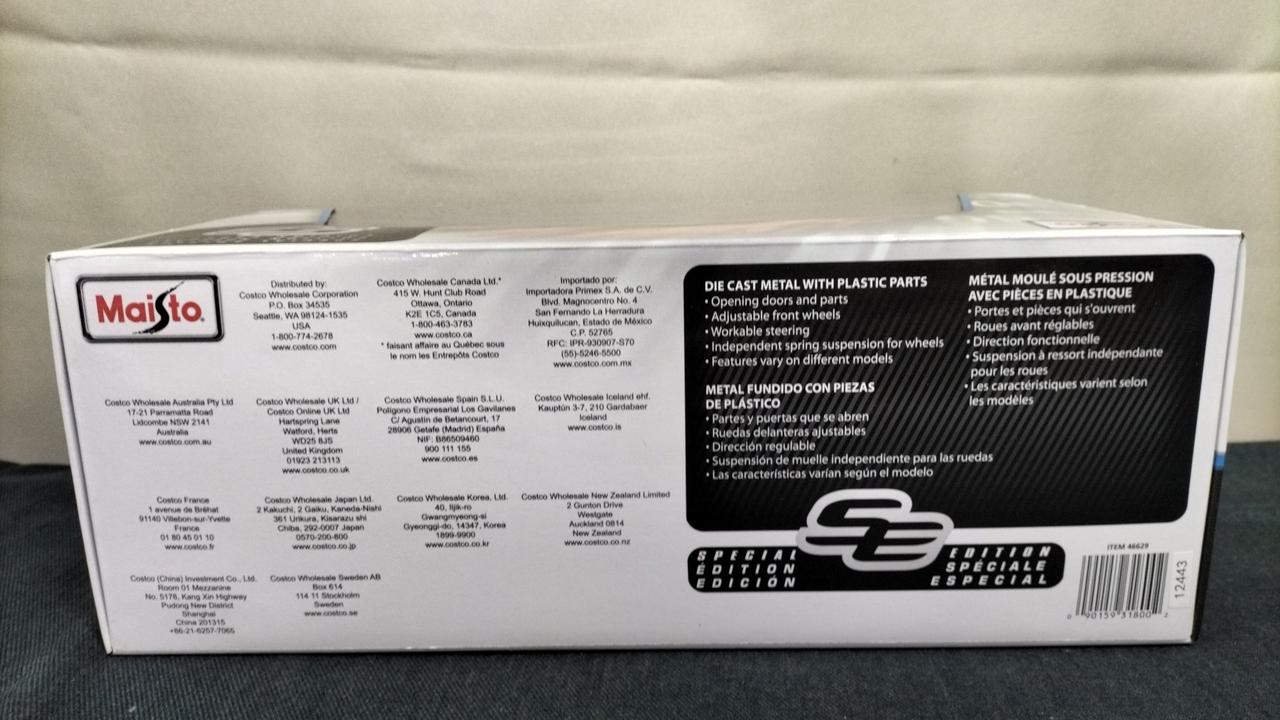 Maisto
Distributed by:
Costco Wholesale Corporation
P.O. Box 34535
Seattle, WA 98124-1535
USA
1-800-774-2678
www.costco.com
Costco Wholesale Canada Ltd.*
415 W. Hunt Club Road
Ottawa, Ontario
K2E 1C5, Canada
1-800-463-3783
www.costco.ca
* faisant affaire au Québec sous
le nom les Entrepôts Costco
Importado por:
Importadora Primex S.A. de C.V.
Blvd. Magnocentro No. 4
San Fernando La Herradura
Huixquilucan, Estado de México
C.P. 52765
RFC: IPR-930907-S70
(55)-5246-5500
www.costco.com.mx
Costco Wholesale Australia Pty Ltd
17-21 Parramatta Road
Lidcombe NSW 2141
Australia
www.costco.com.au
Costco Wholesale UK Ltd /
Costco Online UK Ltd
Hartspring Lane
Watford, Herts
WD25 8JS
United Kingdom
01923 213113
www.costco.co.uk
Costco Wholesale Spain S.L.U.
Polígono Empresarial Los Gavilanes
C/ Agustín de Betancourt, 17
28906 Getafe (Madrid) España
NIF: B86509460
900 111 155
www.costco.es
Costco Wholesale Iceland ehf.
Kauptún 3-7, 210 Gardabaer
Iceland
www.costco.is
Costco France
1 avenue de Bréhat
91140 Villebon-sur-Yvette
France
01 80 45 01 10
www.costco.fr
Costco Wholesale Japan Ltd.
2 Kakuchi, 2 Gaiku, Kaneda-Nishi
361 Urikura, Kisarazu shi
Chiba, 292-0007 Japan
0570-200-800
www.costco.co.jp
Costco Wholesale Korea, Ltd.
40, Iljik-ro
Gwangmyeong-si
Gyeonggi-do, 14347, Korea
1899-9900
www.costco.co.kr
Costco Wholesale New Zealand Limited
2 Gunton Drive
Westgate
Auckland 0814
New Zealand
www.costco.co.nz
Costco (China) Investment Co., Ltd.
Room 01 Mezzanine
No. 5178, Kang Xin Highway
Pudong New District
Shanghai
China 201315
+86-21-6257-7065
Costco Wholesale Sweden AB
Box 614
114 11 Stockholm
Sweden
www.costco.se
DIE CAST METAL WITH PLASTIC PARTS
• Opening doors and parts
• Adjustable front wheels
• Workable steering
• Independent spring suspension for wheels
• Features vary on different models
METAL FUNDIDO CON PIEZAS
DE PLÁSTICO
• Partes y puertas que se abren
• Ruedas delanteras ajustables
• Dirección regulable
• Suspensión de muelle independiente para las ruedas
• Las características varían según el modelo
MÉTAL MOULÉ SOUS PRESSION
AVEC PIÈCES EN PLASTIQUE
• Portes et pièces qui s'ouvrent
• Roues avant réglables
• Direction fonctionnelle
• Suspension à ressort indépendante
pour les roues
• Les caractéristiques varient selon
les modèles
SE
SPECIAL EDITION
ÉDITION SPÉCIALE
EDICIÓN ESPECIAL
ITEM 46629
0 90159 31800 2
12443